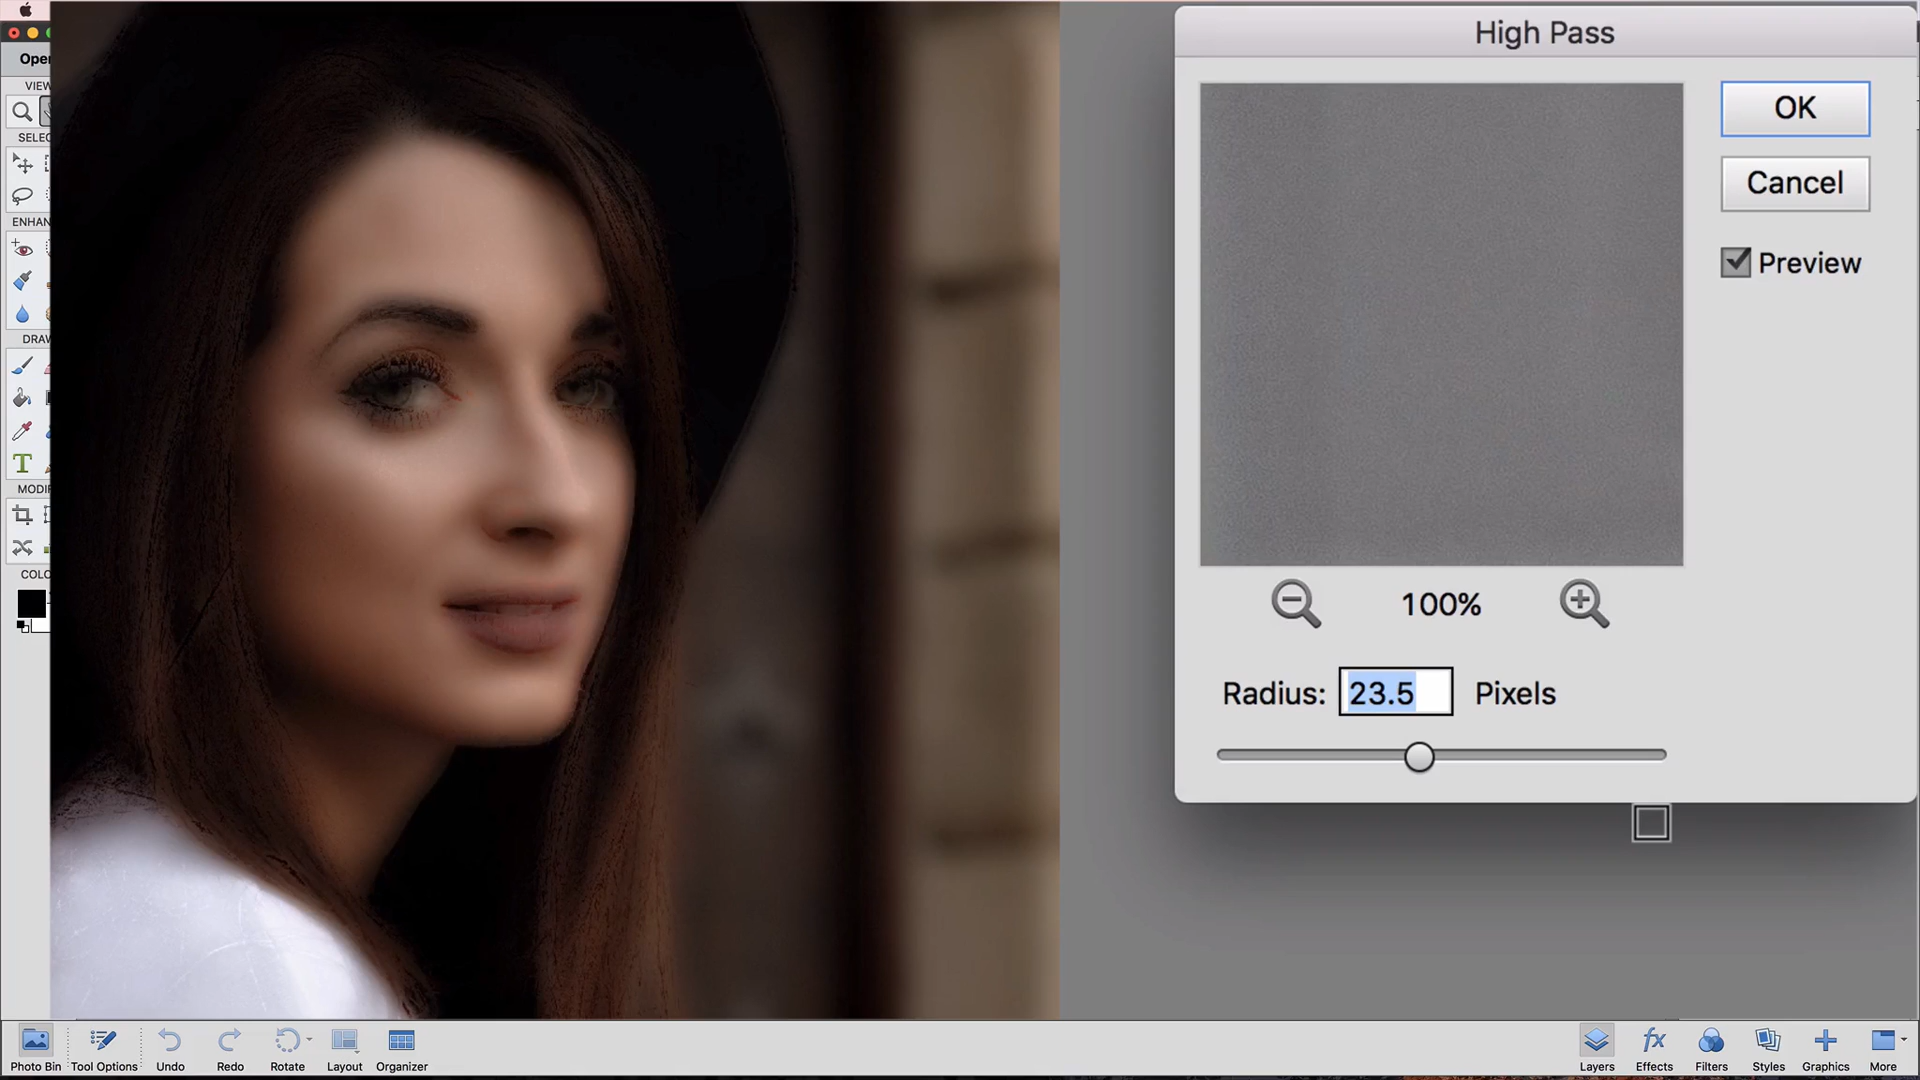 High Pass
Oper
VIEW
SELEC
ENHAN
DRAW
T
MODIF
COLO
OK
Cancel
Preview
100%
Radius: 23.5 Pixels
Photo Bin Tool Options Undo Redo Rotate Layout Organizer
fx
Layers Effects Filters Styles Graphics More